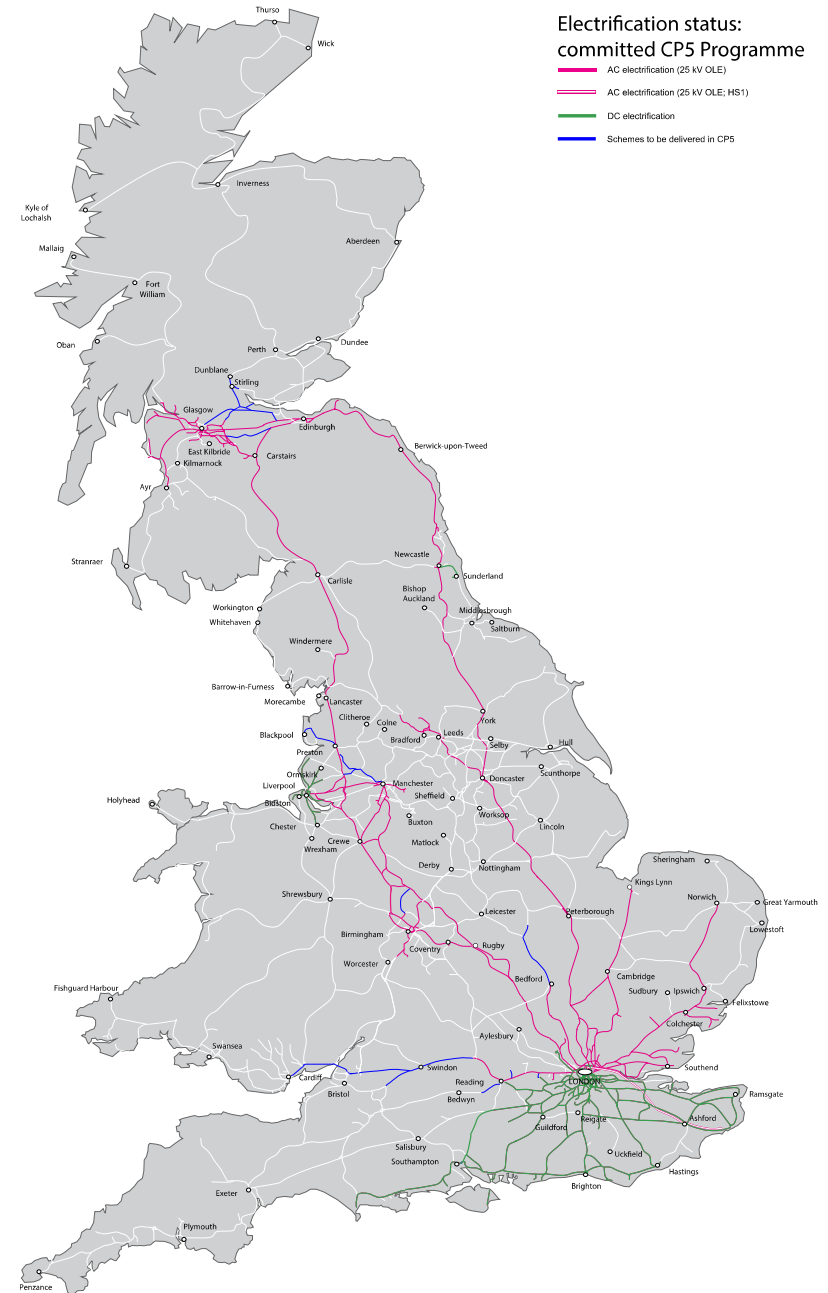 Electrification status:
committed CP5 Programme
AC electrification (25 kV OLE)
AC electrification (25 kV OLE; HS1)
DC electrification
Schemes to be delivered in CP5
Thurso
Wick
Inverness
Kyle of
Lochalsh
Aberdeen
Mallaig
Fort
William
Oban
Perth
Dundee
Dunblane
Stirling
Glasgow
Edinburgh
East Kilbride
Carstairs
Kilmarnock
Berwick-upon-Tweed
Ayr
Stranraer
Newcastle
Sunderland
Carlisle
Bishop
Auckland
Workington
Whitehaven
Middlesbrough
Saltburn
Windermere
Barrow-in-Furness
Morecambe
Lancaster
Clitheroe
Colne
York
Blackpool
Bradford
Leeds
Selby
Hull
Preston
Ormskirk
Liverpool
Manchester
Doncaster
Scunthorpe
Bidston
Sheffield
Holyhead
Buxton
Worksop
Lincoln
Chester
Wrexham
Crewe
Matlock
Derby
Nottingham
Sheringham
Kings Lynn
Norwich
Great Yarmouth
Shrewsbury
Leicester
Peterborough
Lowestoft
Birmingham
Coventry
Rugby
Worcester
Bedford
Cambridge
Sudbury
Ipswich
Fishguard Harbour
Felixstowe
Colchester
Aylesbury
Swansea
Swindon
Southend
Cardiff
Bristol
Reading
LONDON
Bedwyn
Ramsgate
Guildford
Reigate
Ashford
Salisbury
Southampton
Uckfield
Hastings
Brighton
Exeter
Plymouth
Penzance